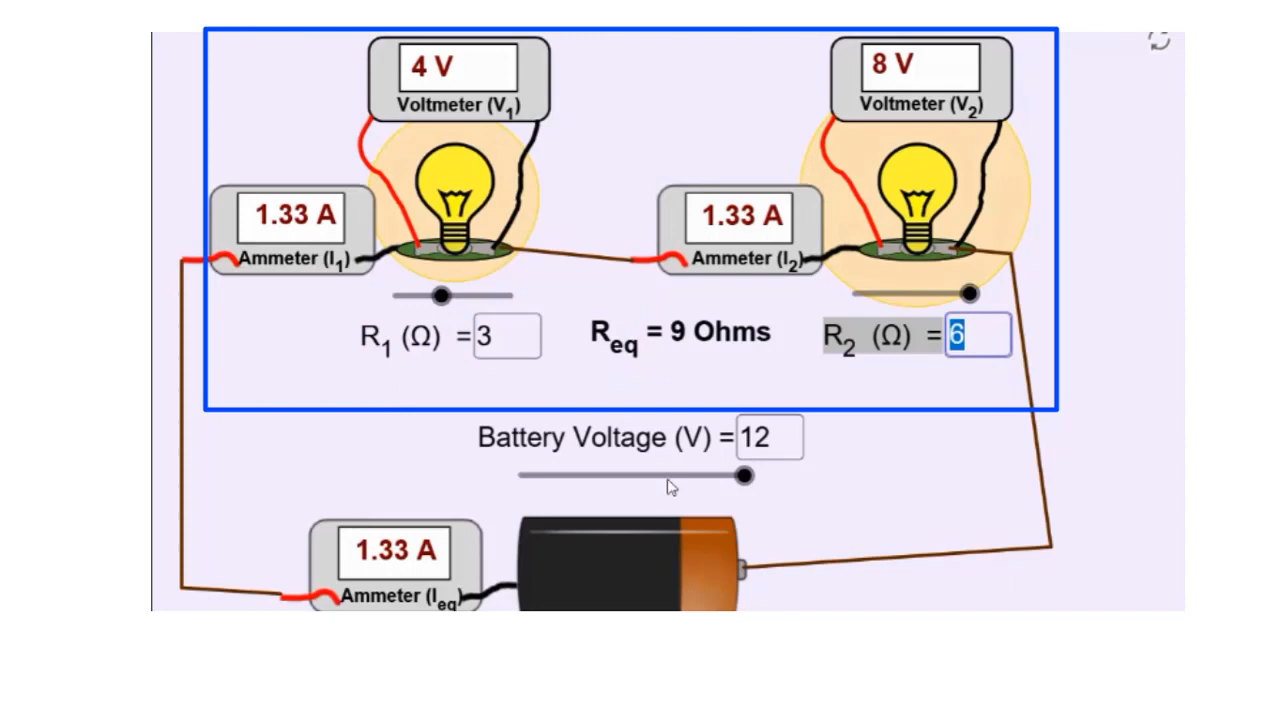 4 V
Voltmeter (V1)
8 V
Voltmeter (V2)
1.33 A
Ammeter (I1)
1.33 A
Ammeter (I2)
R1 (Ω) = 3
Req = 9 Ohms
R2 (Ω) = 6
Battery Voltage (V) = 12
1.33 A
Ammeter (Ieq)